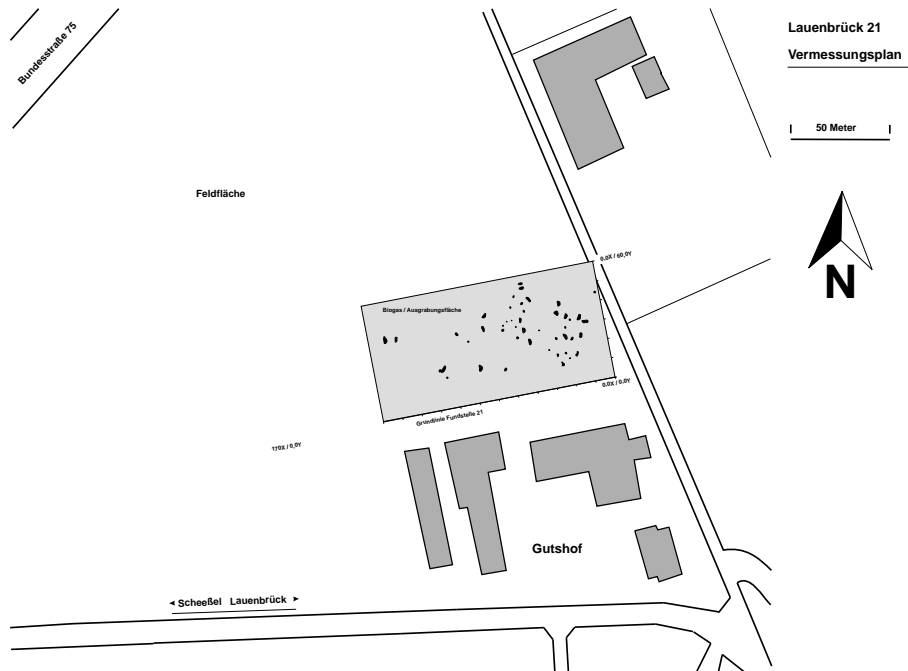 Lauenbrück 21
Vermessungsplan
Bundesstraße 75
50 Meter
Feldfläche
N
0.0X / 60,0Y
Biogas / Ausgrabungsfläche
0.0X / 0.0Y
Grundlinie Fundstelle 21
170X / 0,0Y
Gutshof
Scheeßel Lauenbrück